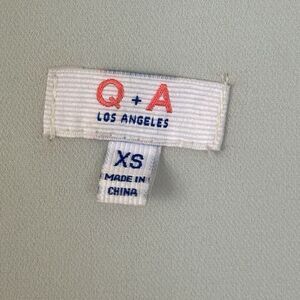 Q + A
LOS ANGELES
XS
MADE IN
CHINA